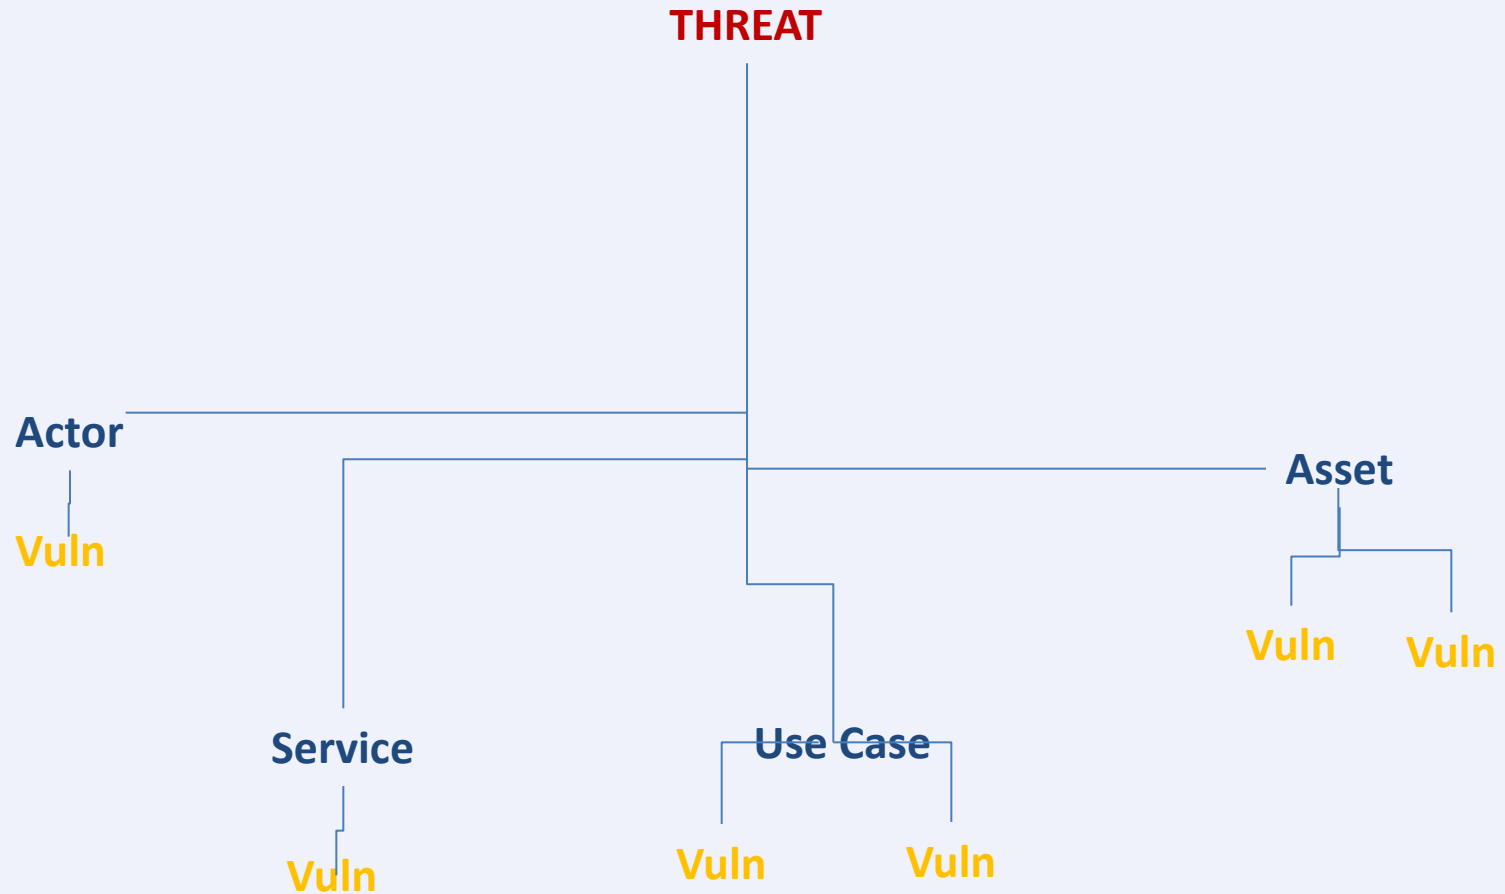 THREAT
Actor
Asset
Vuln
Vuln
Vuln
Service
Use Case
Vuln
Vuln
Vuln